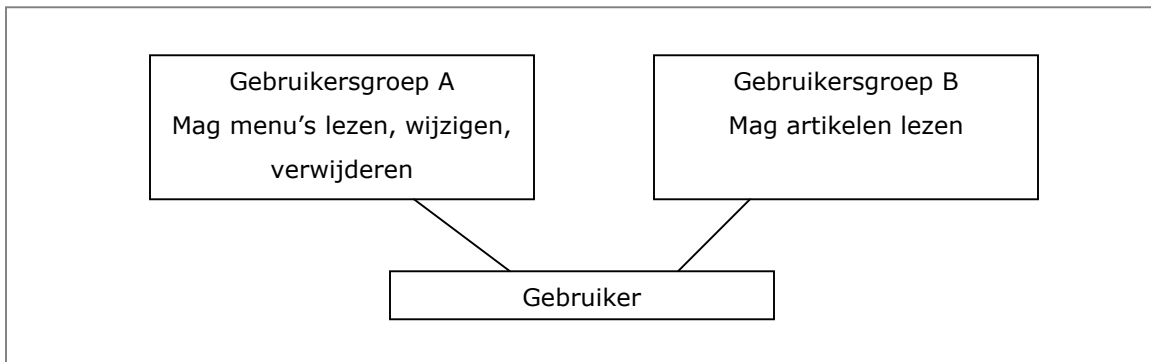 Gebruikersgroep A
Mag menu’s lezen, wijzigen,
verwijderen
Gebruikersgroep B
Mag artikelen lezen
Gebruiker